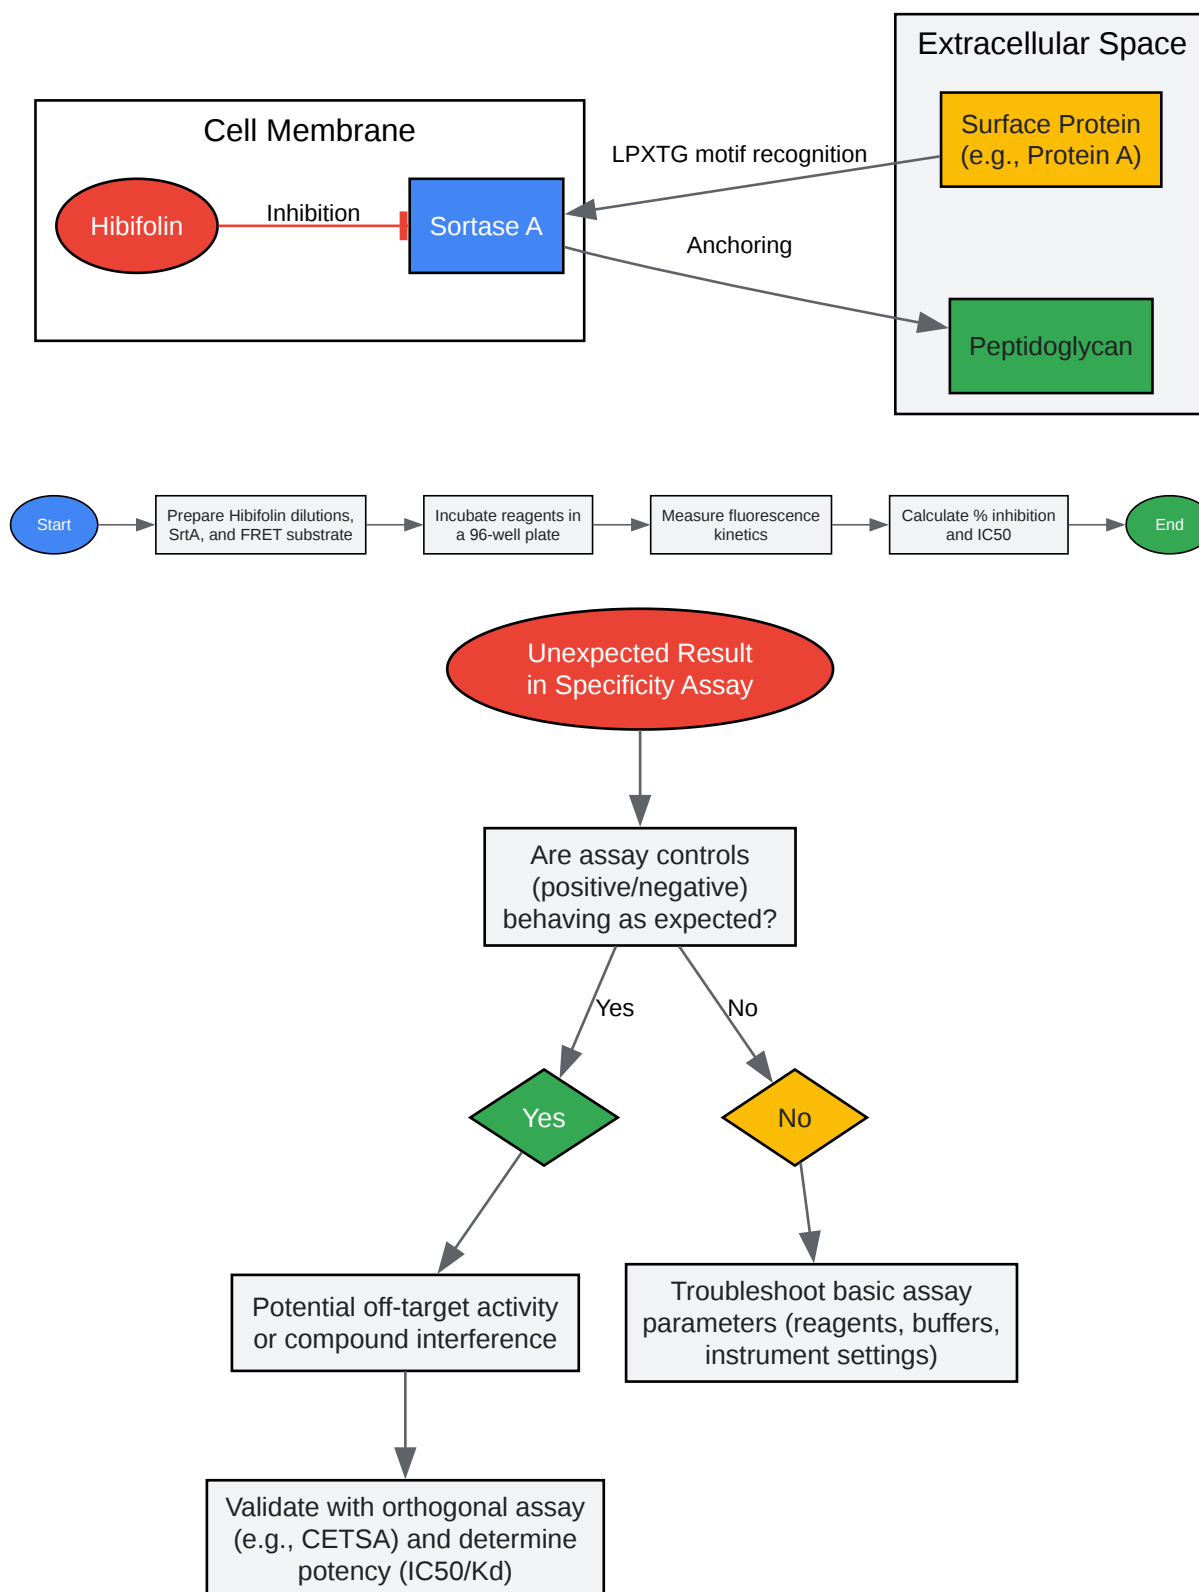 Extracellular Space
Cell Membrane
Surface Protein
(e.g., Protein A)
LPXTG motif recognition
Hibifolin
Inhibition
Sortase A
Anchoring
Peptidoglycan
Start
Prepare Hibifolin dilutions,
SrtA, and FRET substrate
Incubate reagents in
a 96-well plate
Measure fluorescence
kinetics
Calculate % inhibition
and IC50
End
Unexpected Result
in Specificity Assay
Are assay controls
(positive/negative)
behaving as expected?
Yes
No
Yes
No
Potential off-target activity
or compound interference
Troubleshoot basic assay
parameters (reagents, buffers,
instrument settings)
Validate with orthogonal assay
(e.g., CETSA) and determine
potency (IC50/Kd)